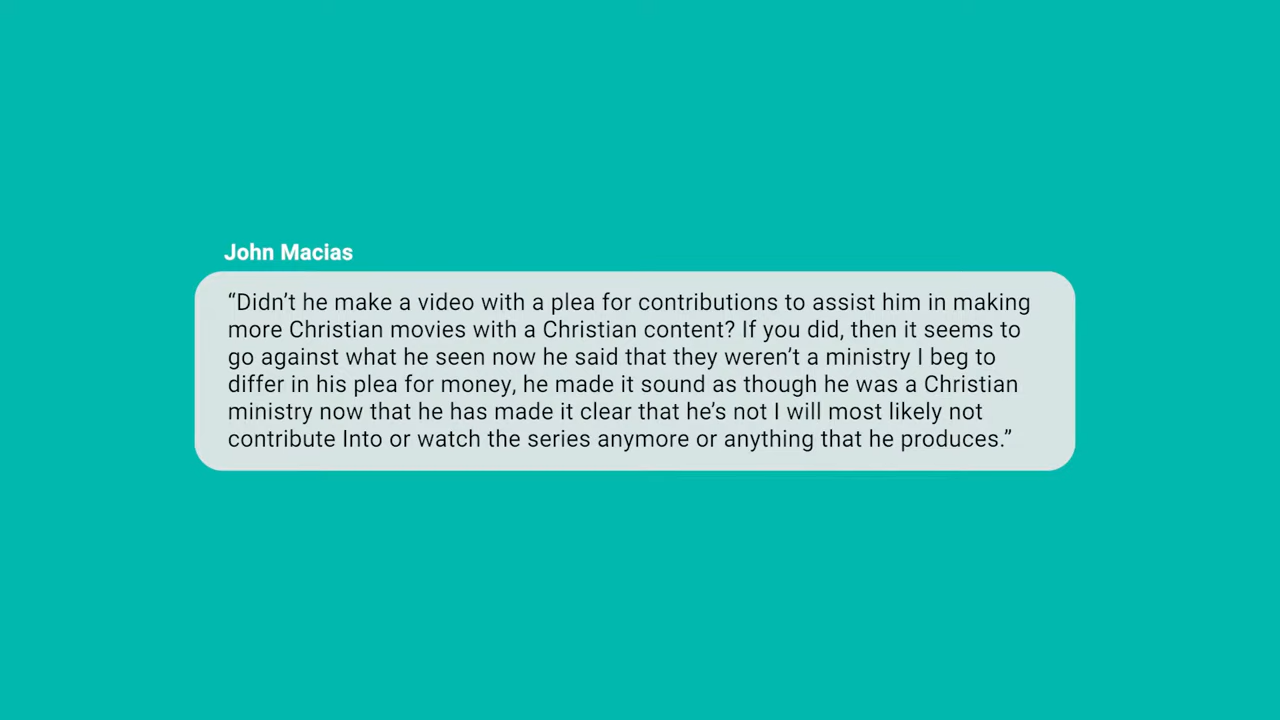 John Macias
“Didn’t he make a video with a plea for contributions to assist him in making
more Christian movies with a Christian content? If you did, then it seems to
go against what he seen now he said that they weren’t a ministry I beg to
differ in his plea for money, he made it sound as though he was a Christian
ministry now that he has made it clear that he’s not I will most likely not
contribute Into or watch the series anymore or anything that he produces.”